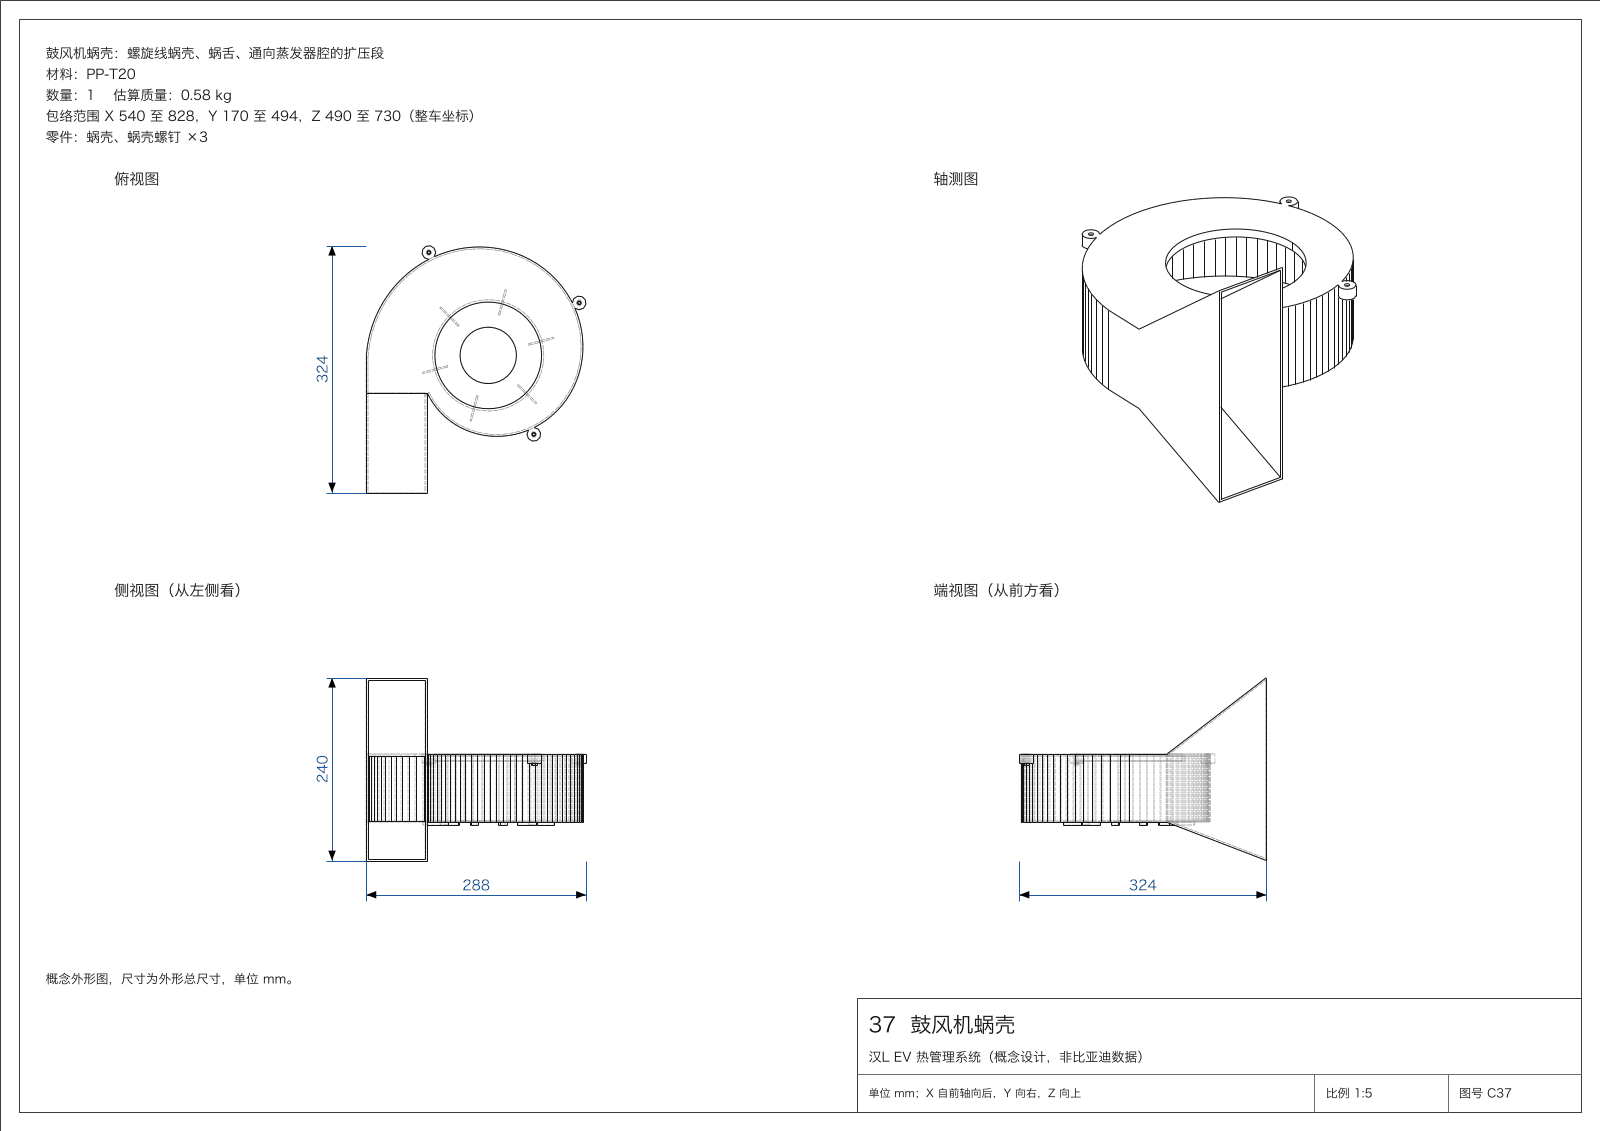 鼓风机蜗壳：螺旋线蜗壳、蜗舌、通向蒸发器腔的扩压段
材料：PP-T20
数量：1 估算质量：0.58 kg
包络范围 X 540 至 828，Y 170 至 494，Z 490 至 730（整车坐标）
零件：蜗壳、蜗壳螺钉 ×3
俯视图
轴测图
324
侧视图（从左侧看）
端视图（从前方看）
240
288
324
概念外形图，尺寸为外形总尺寸，单位 mm。
37 鼓风机蜗壳
汉L EV 热管理系统（概念设计，非比亚迪数据）
单位 mm；X 自前轴向后，Y 向右，Z 向上
比例 1:5
图号 C37